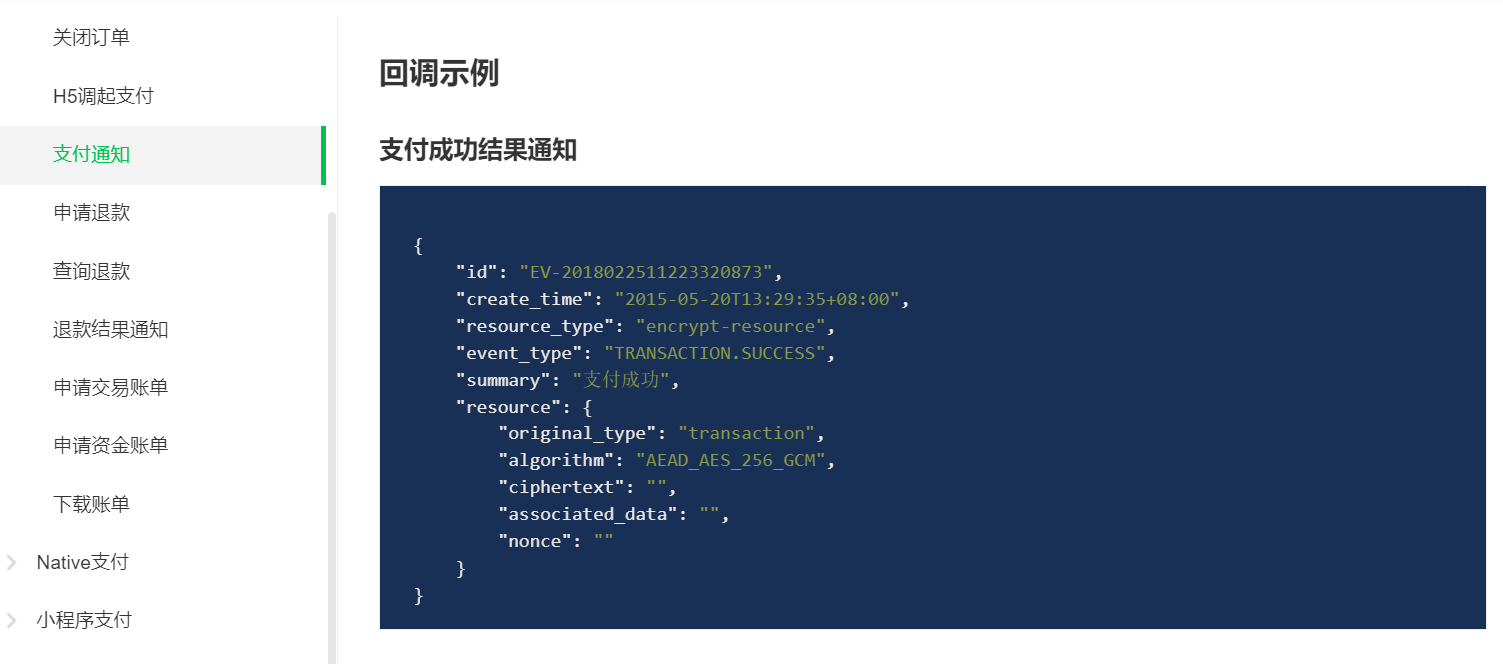 关闭订单
H5调起支付
支付通知
申请退款
查询退款
退款结果通知
申请交易账单
申请资金账单
下载账单
Native支付
小程序支付
回调示例
支付成功结果通知
{
    "id": "EV-2018022511223320873",
    "create_time": "2015-05-20T13:29:35+08:00",
    "resource_type": "encrypt-resource",
    "event_type": "TRANSACTION.SUCCESS",
    "summary": "支付成功",
    "resource": {
        "original_type": "transaction",
        "algorithm": "AEAD_AES_256_GCM",
        "ciphertext": "",
        "associated_data": "",
        "nonce": ""
    }
}